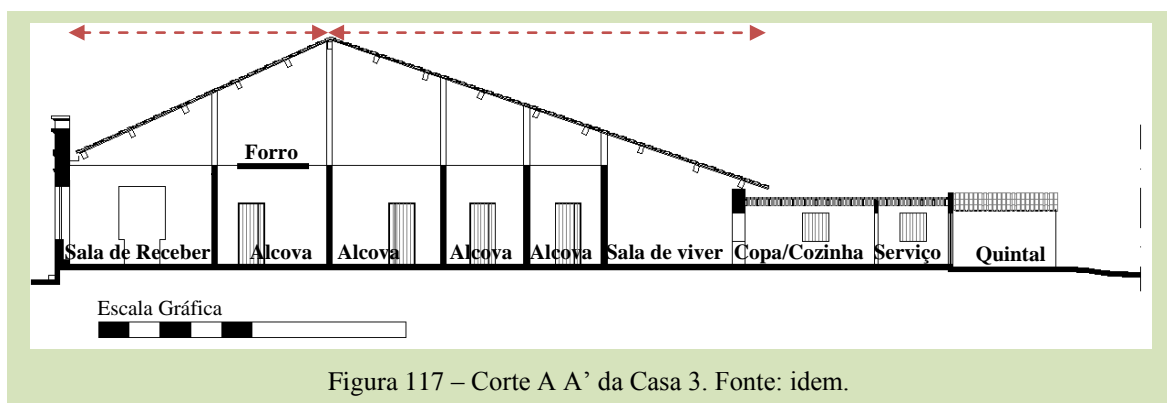 Forro
Sala de Receber Alcova Alcova Alcova Alcova Sala de viver Copa/Cozinha Serviço Quintal
Escala Gráfica
Figura 117 – Corte A A’ da Casa 3. Fonte: idem.